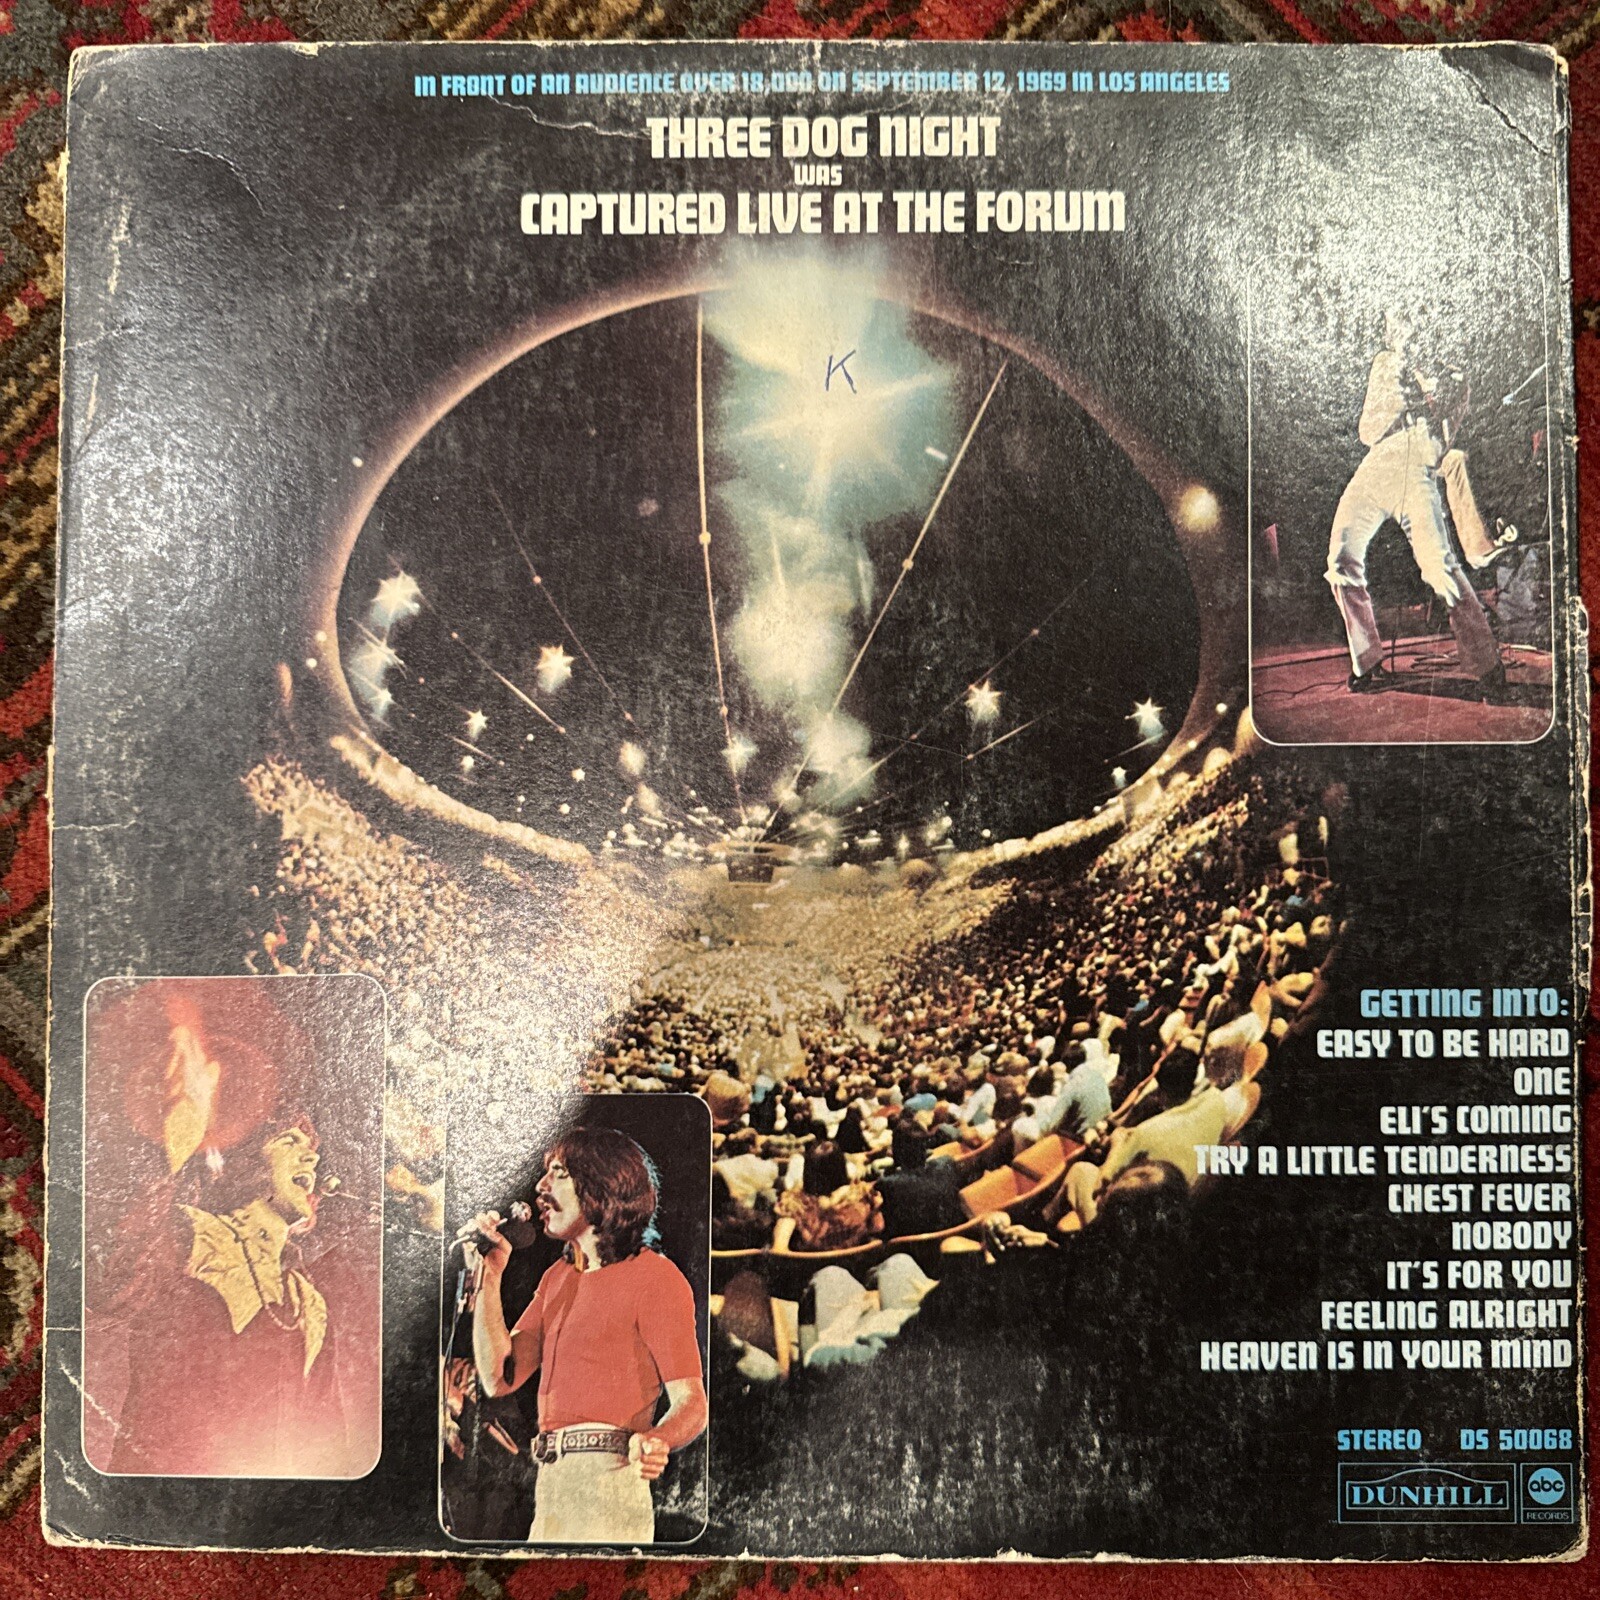 IN FRONT OF AN AUDIENCE OVER 18,000 ON SEPTEMBER 12, 1969 IN LOS ANGELES
THREE DOG NIGHT
WAS
CAPTURED LIVE AT THE FORUM
K
GETTING INTO:
EASY TO BE HARD
ONE
ELI'S COMING
TRY A LITTLE TENDERNESS
CHEST FEVER
NOBODY
IT'S FOR YOU
FEELING ALRIGHT
HEAVEN IS IN YOUR MIND
STEREO DS 50068
DUNHILL abc
RECORDS